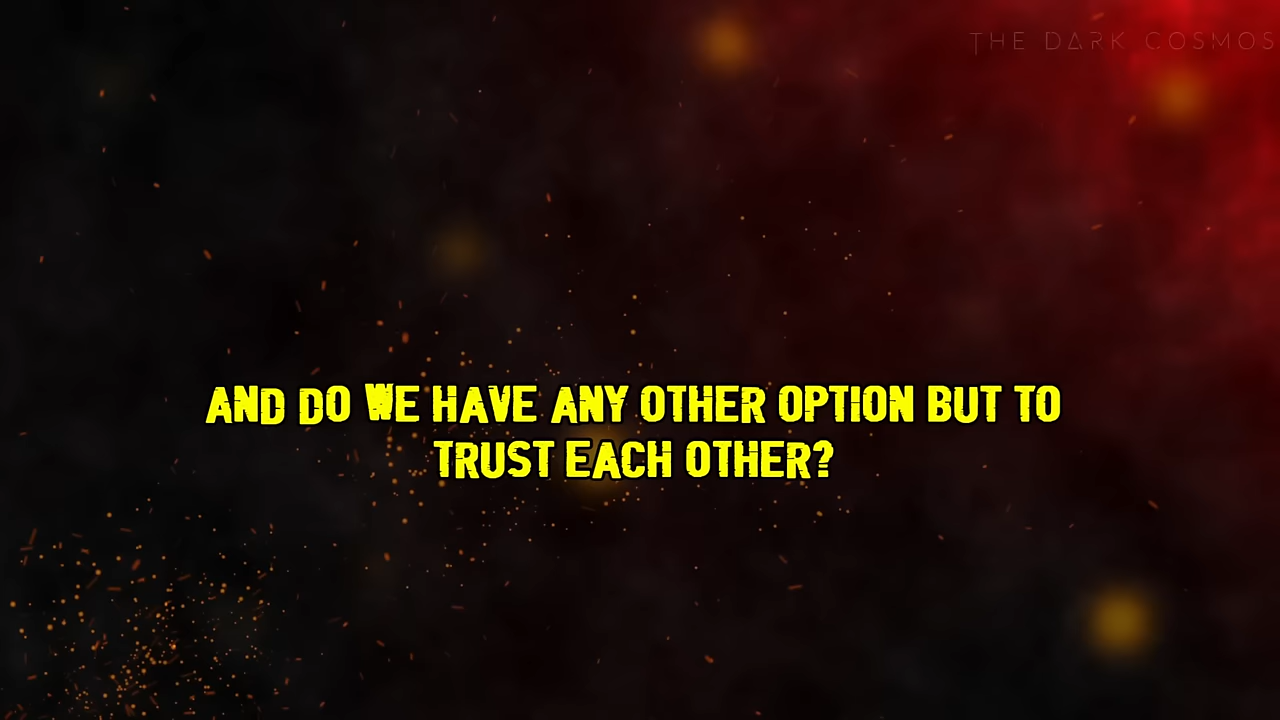 THE DARK COSMOS
AND DO WE HAVE ANY OTHER OPTION BUT TO
TRUST EACH OTHER?